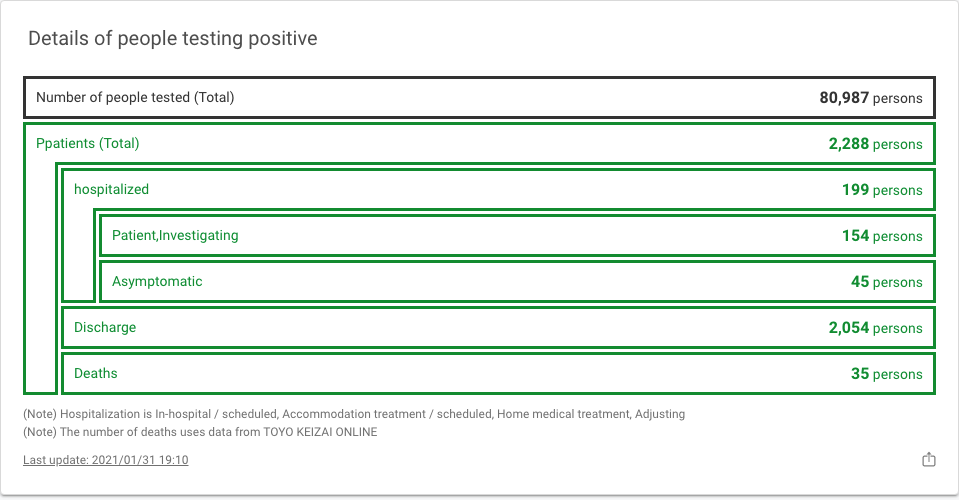 Details of people testing positive
Number of people tested (Total) 80,987 persons
Ppatients (Total) 2,288 persons
hospitalized 199 persons
Patient,Investigating 154 persons
Asymptomatic 45 persons
Discharge 2,054 persons
Deaths 35 persons
(Note) Hospitalization is In-hospital / scheduled, Accommodation treatment / scheduled, Home medical treatment, Adjusting
(Note) The number of deaths uses data from TOYO KEIZAI ONLINE
Last update: 2021/01/31 19:10